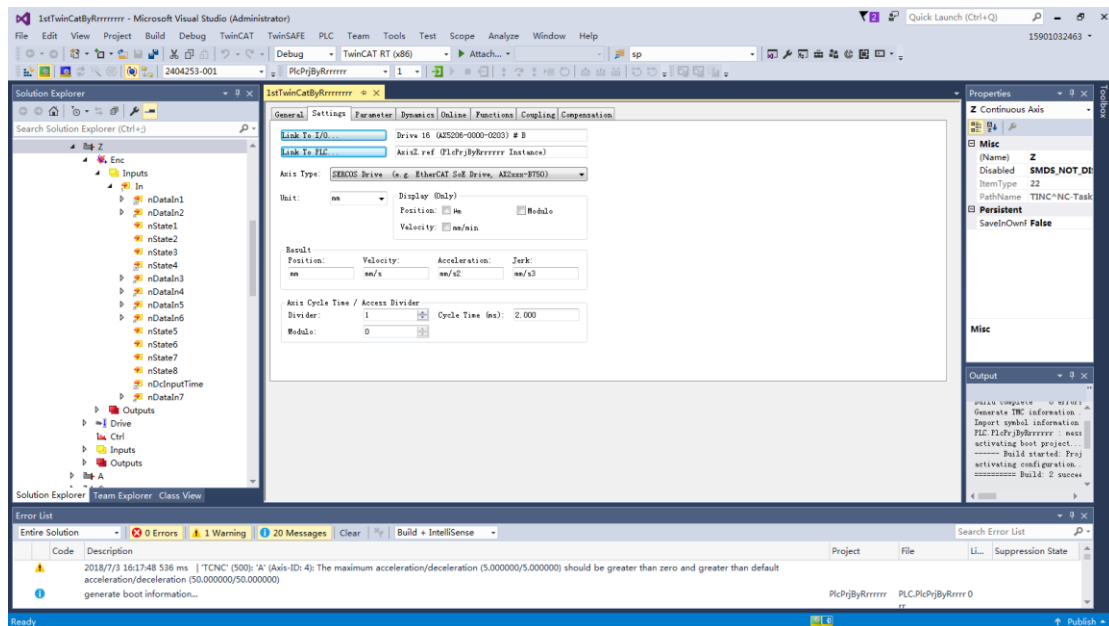 1stTwinCatByRrrrrrrr - Microsoft Visual Studio (Administrator)
2
Quick Launch (Ctrl+Q)
File Edit View Project Build Debug TwinCAT TwinSAFE PLC Team Tools Test Scope Analyze Window Help
15901032463
Debug TwinCAT RT (x86) Attach... sp
2404253-001 PlcPrjByRrrrrrr 1
Solution Explorer
Search Solution Explorer (Ctrl+;)
Z
Enc
Inputs
In
nDataIn1
nDataIn2
nState1
nState2
nState3
nState4
nDataIn3
nDataIn4
nDataIn5
nDataIn6
nState5
nState6
nState7
nState8
nDcInputTime
nDataIn7
Outputs
Drive
Ctrl
Inputs
Outputs
A
Solution Explorer Team Explorer Class View
1stTwinCatByRrrrrrrr
General Settings Parameter Dynamics Online Functions Coupling Compensation
Link To I/O... Drive 16 (AX5206-0000-0203) # B
Link To PLC... AxisZ.ref (PlcPrjByRrrrrrr Instance)
Axis Type: SERCOS Drive (e.g. EtherCAT SoE Drive, AX2xxx-B750)
Unit: mm Display (Only)
Position: µm Modulo
Velocity: mm/min
Result
Position: Velocity: Acceleration: Jerk:
mm mm/s mm/s2 mm/s3
Axis Cycle Time / Access Divider
Divider: 1 Cycle Time (ms): 2.000
Modulo: 0
Properties
Z Continuous Axis
Misc
(Name) Z
Disabled SMDS_NOT_DI
ItemType 22
PathName TINC^NC-Task
Persistent
SaveInOwnF False
Misc
Toolbox
Output
Build complete
Generate TMC information .
Import symbol information
PLC.PlcPrjByRrrrrrr : mess
activating boot project...
------ Build started: Proj
activating configuration..
========== Build: 2 succee
Error List
Entire Solution 0 Errors 1 Warning 20 Messages Clear Build + IntelliSense
Search Error List
Code Description Project File Li... Suppression State
2018/7/3 16:17:48 536 ms | 'TCNC' (500): 'A' (Axis-ID: 4): The maximum acceleration/deceleration (5.000000/5.000000) should be greater than zero and greater than default
acceleration/deceleration (50.000000/50.000000)
generate boot information... PlcPrjByRrrrrrr PLC.PlcPrjByRrrrr 0
rr
Ready
Publish